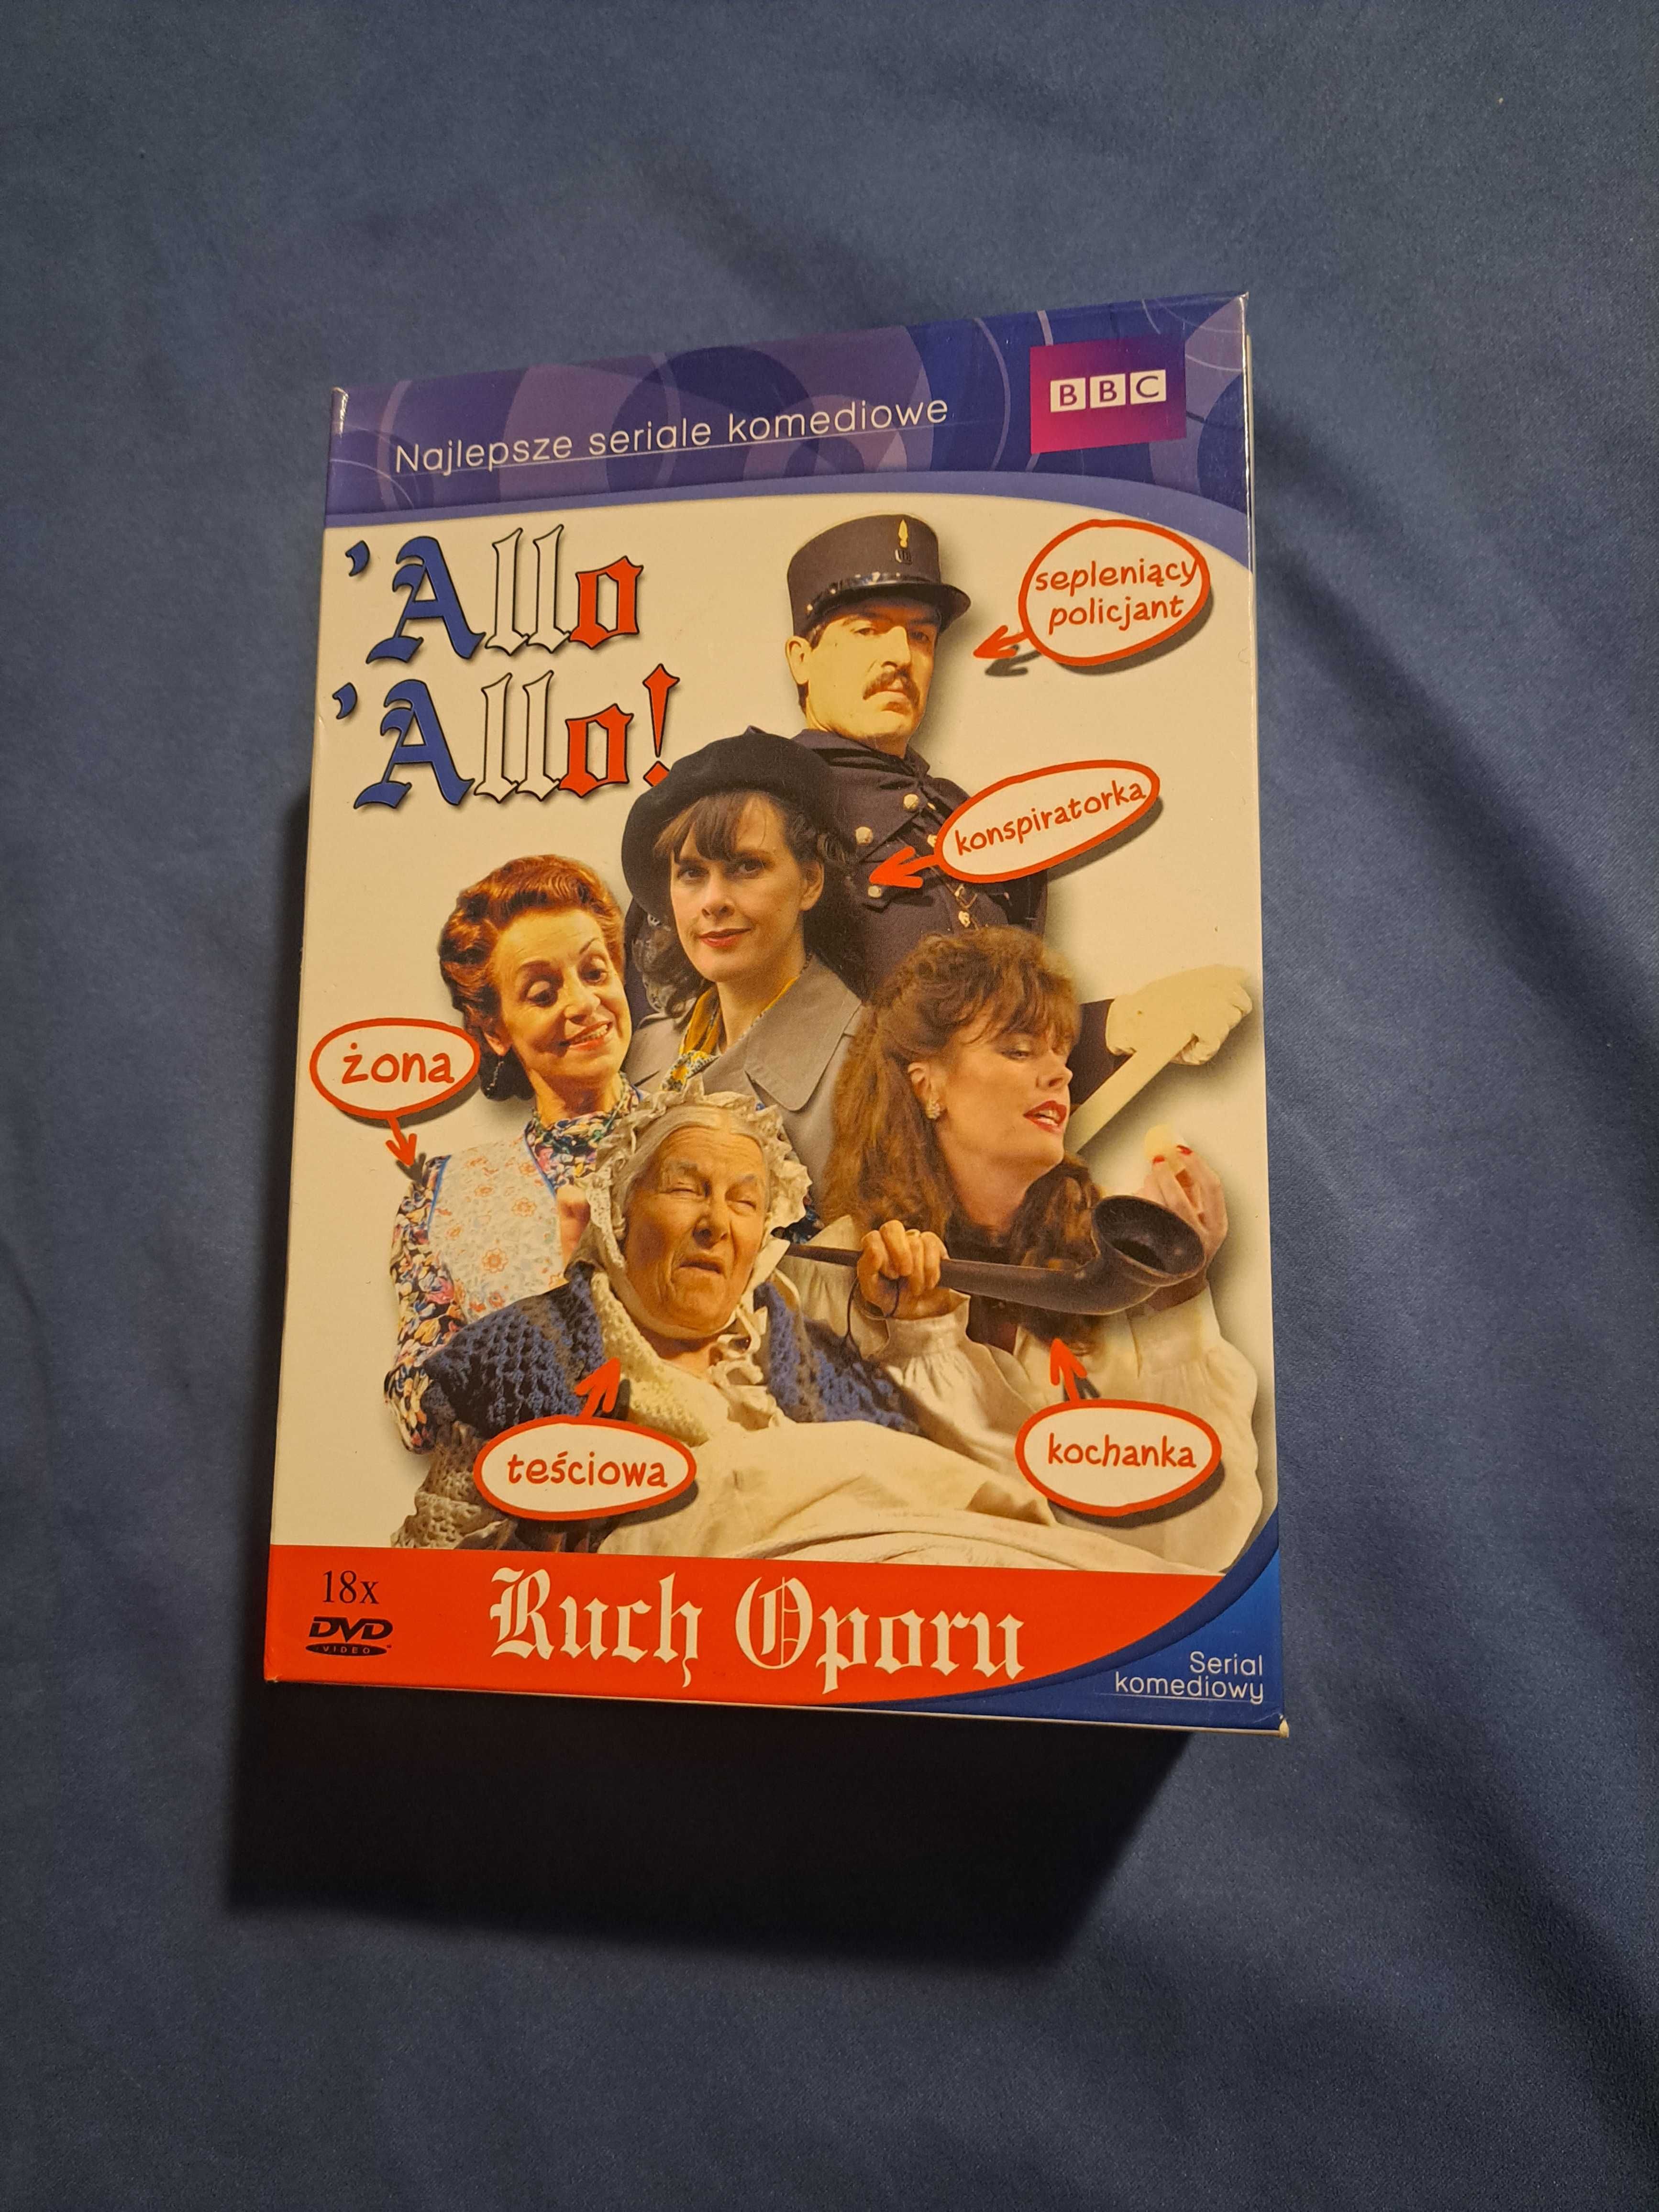 Najlepsze seriale komediowe
BBC
'Allo
'Allo!
sepleniący
policjant
konspiratorka
żona
teściowa
kochanka
18x
DVD
VIDEO
Ruch Oporu
Serial
komediowy